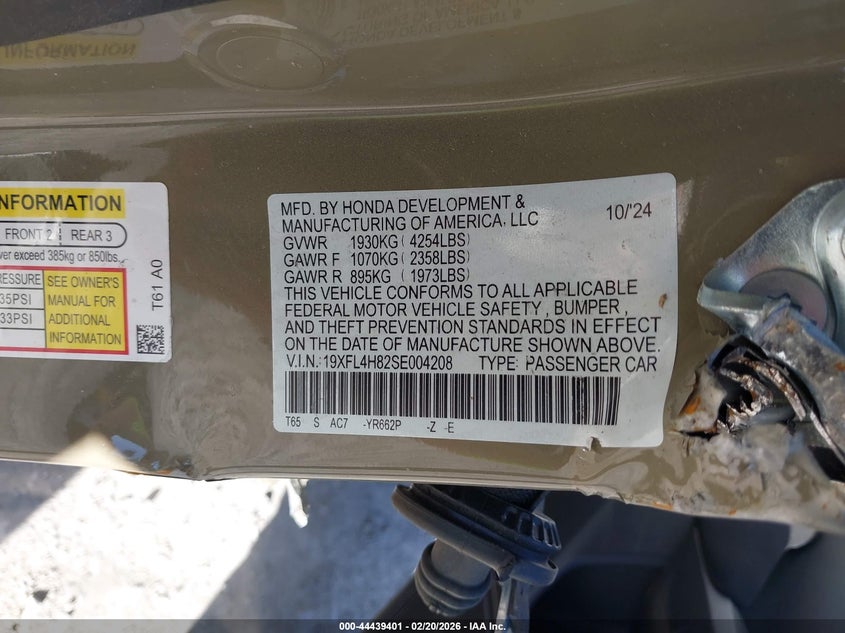 INFORMATION
INFORMATION
FRONT 2 REAR 3
ver exceed 385kg or 850lbs.
PRESSURE SEE OWNER'S
35PSI MANUAL FOR
33PSI ADDITIONAL
INFORMATION
T61 A0
MFD. BY HONDA DEVELOPMENT & 10/'24
MANUFACTURING OF AMERICA, LLC
GVWR 1930KG ( 4254LBS)
GAWR F 1070KG ( 2358LBS)
GAWR R 895KG ( 1973LBS)
THIS VEHICLE CONFORMS TO ALL APPLICABLE
FEDERAL MOTOR VEHICLE SAFETY , BUMPER ,
AND THEFT PREVENTION STANDARDS IN EFFECT
ON THE DATE OF MANUFACTURE SHOWN ABOVE.
V.I.N.: 19XFL4H82SE004208 TYPE: PASSENGER CAR
T65 S AC7 -YR662P -Z -E
000-44439401 - 02/20/2026 - IAA, Inc.